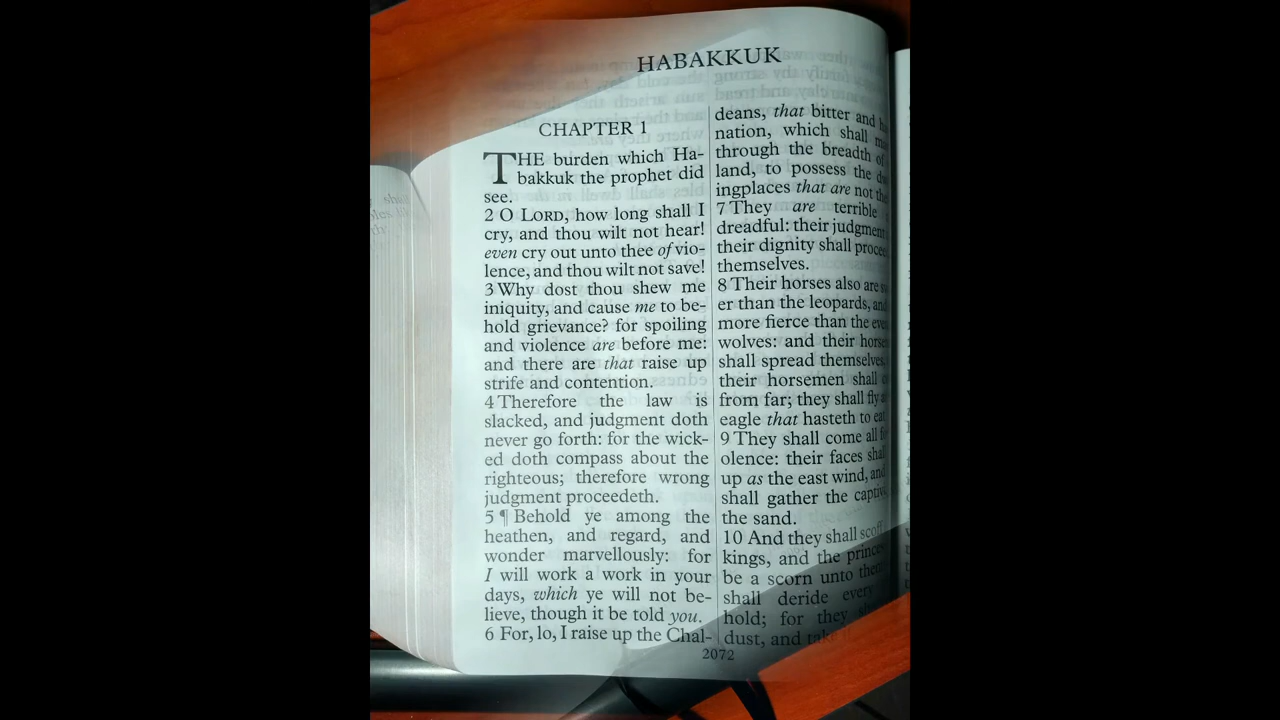 HABAKKUK
CHAPTER 1
THE burden which Ha-
bakkuk the prophet did
see.
2 O LORD, how long shall I
cry, and thou wilt not hear!
even cry out unto thee of vio-
lence, and thou wilt not save!
3 Why dost thou shew me
iniquity, and cause me to be-
hold grievance? for spoiling
and violence are before me:
and there are that raise up
strife and contention.
4 Therefore the law is
slacked, and judgment doth
never go forth: for the wick-
ed doth compass about the
righteous; therefore wrong
judgment proceedeth.
5 ¶ Behold ye among the
heathen, and regard, and
wonder marvellously: for
I will work a work in your
days, which ye will not be-
lieve, though it be told you.
6 For, lo, I raise up the Chal-
deans, that bitter and
nation, which shall
through the breadth of
land, to possess the
ingplaces that are not
7 They are terrible
dreadful: their judgment
their dignity shall
themselves.
8 Their horses also are
er than the leopards, and
more fierce than the
wolves: and their
shall spread themselves,
their horsemen shall
from far; they shall fly
eagle that hasteth to eat.
9 They shall come all
olence: their faces
up as the east wind, and
shall gather the
the sand.
10 And they shall scoff
kings, and the
be a scorn unto
shall deride every
hold; for they
dust, and take
2072